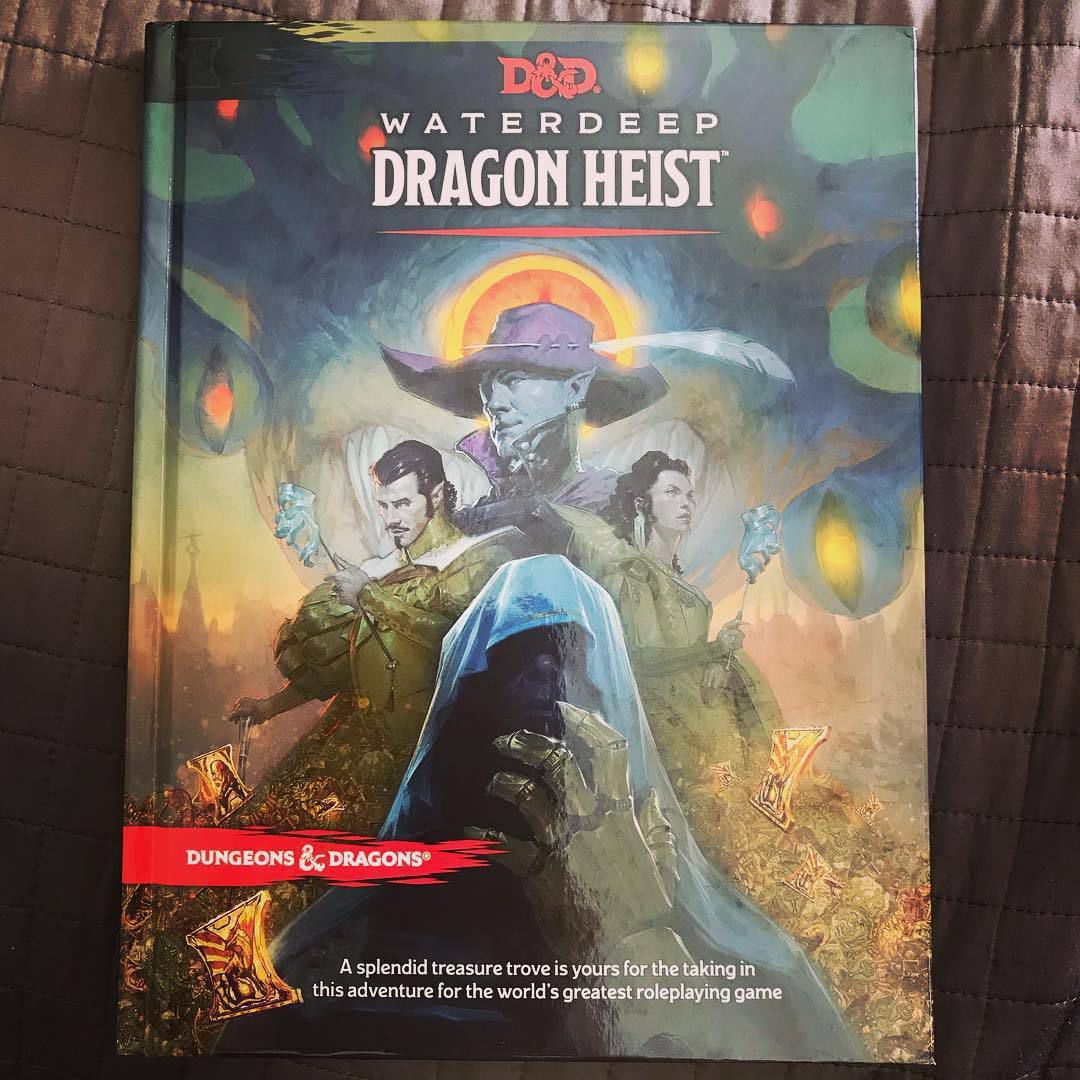 D&D®
WATERDEEP
DRAGON HEIST™
DUNGEONS & DRAGONS®
A splendid treasure trove is yours for the taking in
this adventure for the world's greatest roleplaying game